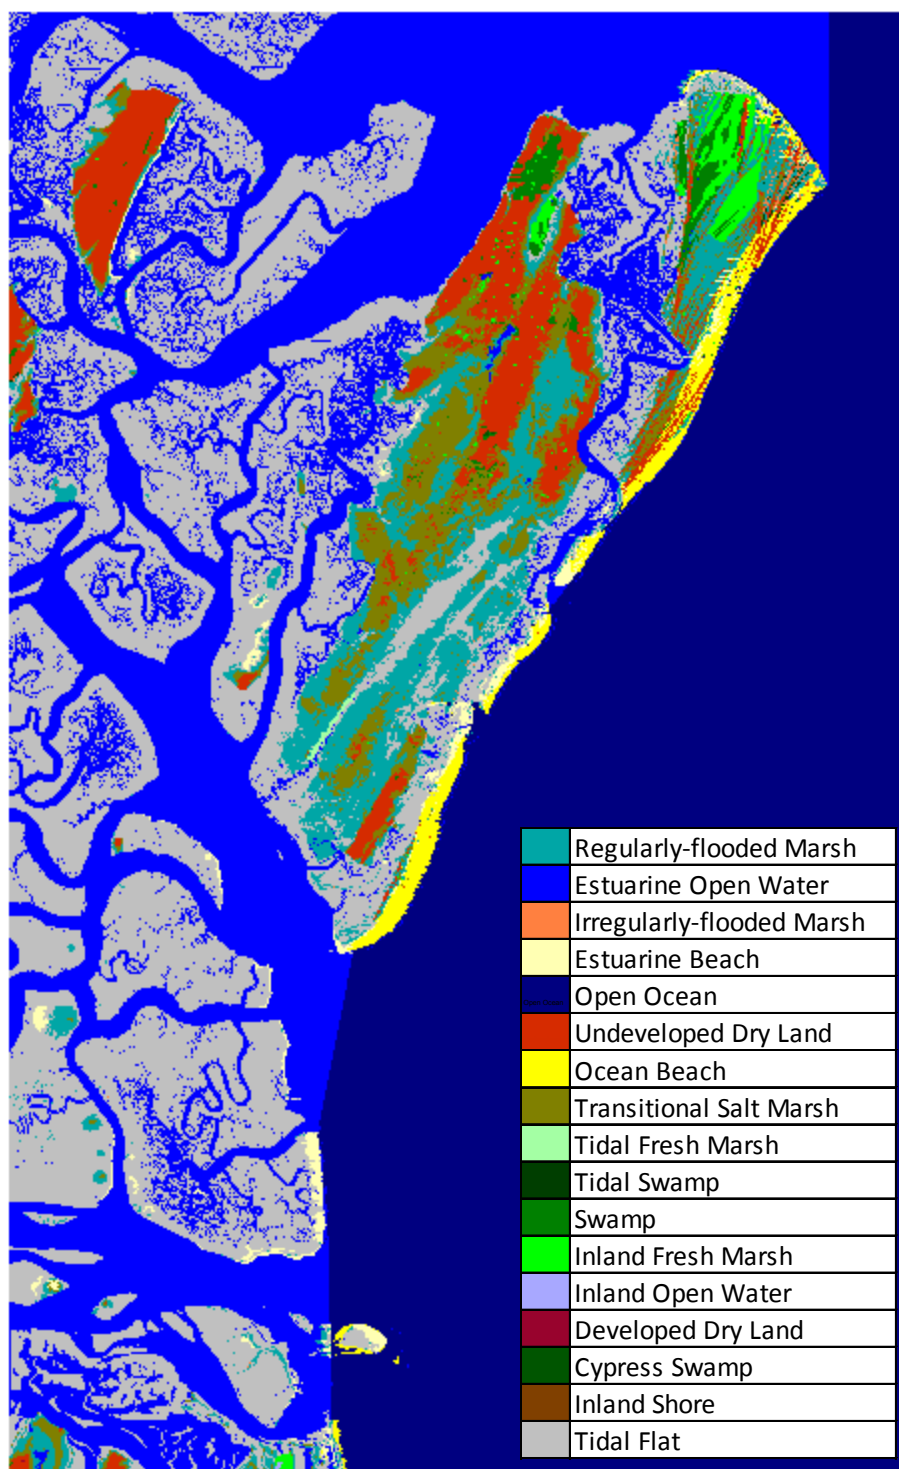 Regularly-flooded Marsh
Estuarine Open Water
Irregularly-flooded Marsh
Estuarine Beach
Open Ocean
Undeveloped Dry Land
Ocean Beach
Transitional Salt Marsh
Tidal Fresh Marsh
Tidal Swamp
Swamp
Inland Fresh Marsh
Inland Open Water
Developed Dry Land
Cypress Swamp
Inland Shore
Tidal Flat